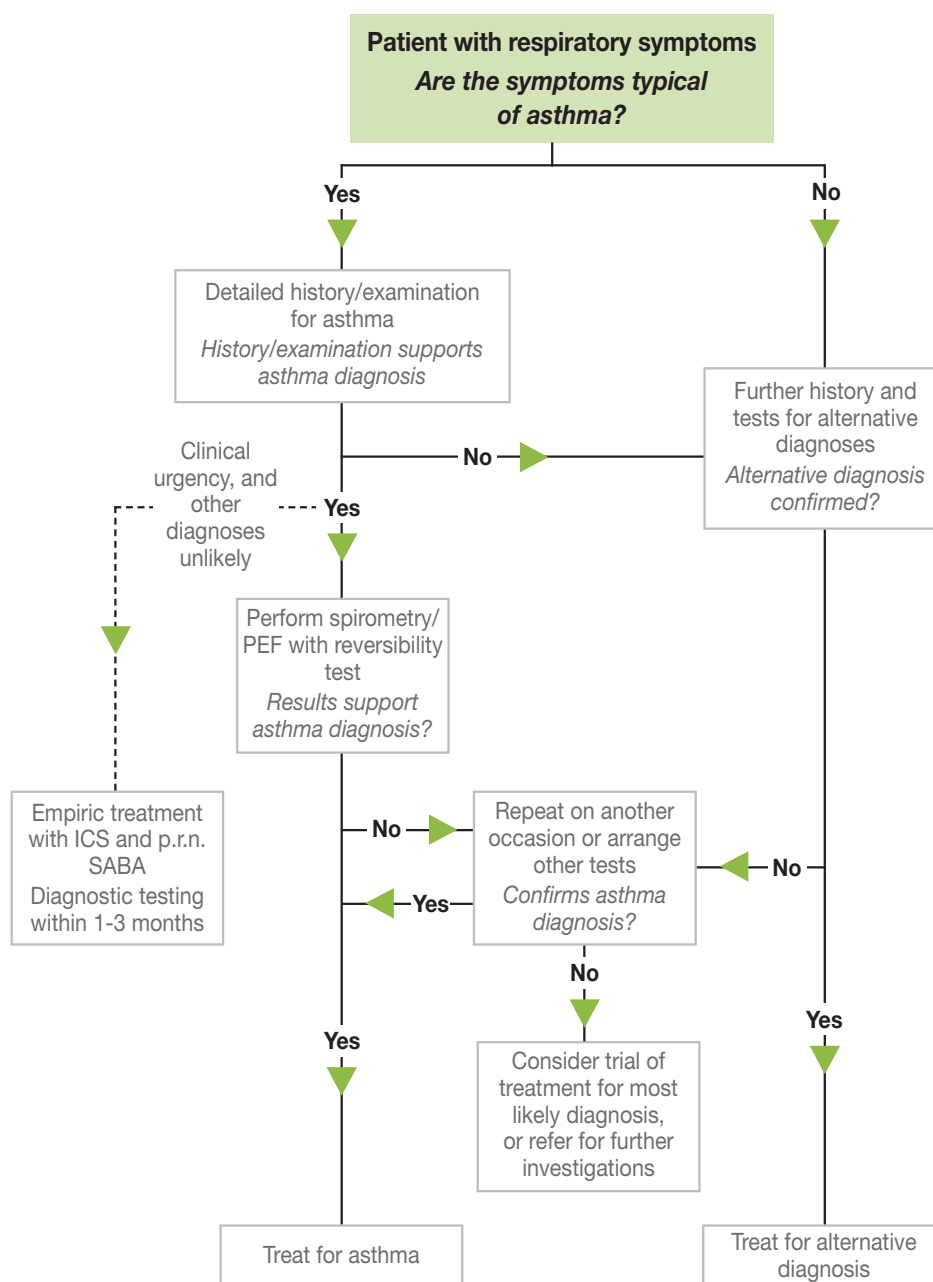 Patient with respiratory symptoms
Are the symptoms typical
of asthma?
Yes
No
Detailed history/examination
for asthma
History/examination supports
asthma diagnosis
Further history and
tests for alternative
diagnoses
Alternative diagnosis
confirmed?
No
Clinical
urgency, and
other
diagnoses
unlikely
Yes
Perform spirometry/
PEF with reversibility
test
Results support
asthma diagnosis?
Empiric treatment
with ICS and p.r.n.
SABA
Diagnostic testing
within 1-3 months
No
Repeat on another
occasion or arrange
other tests
Confirms asthma
diagnosis?
No
Yes
No
Yes
Yes
Consider trial of
treatment for most
likely diagnosis,
or refer for further
investigations
Treat for asthma
Treat for alternative
diagnosis